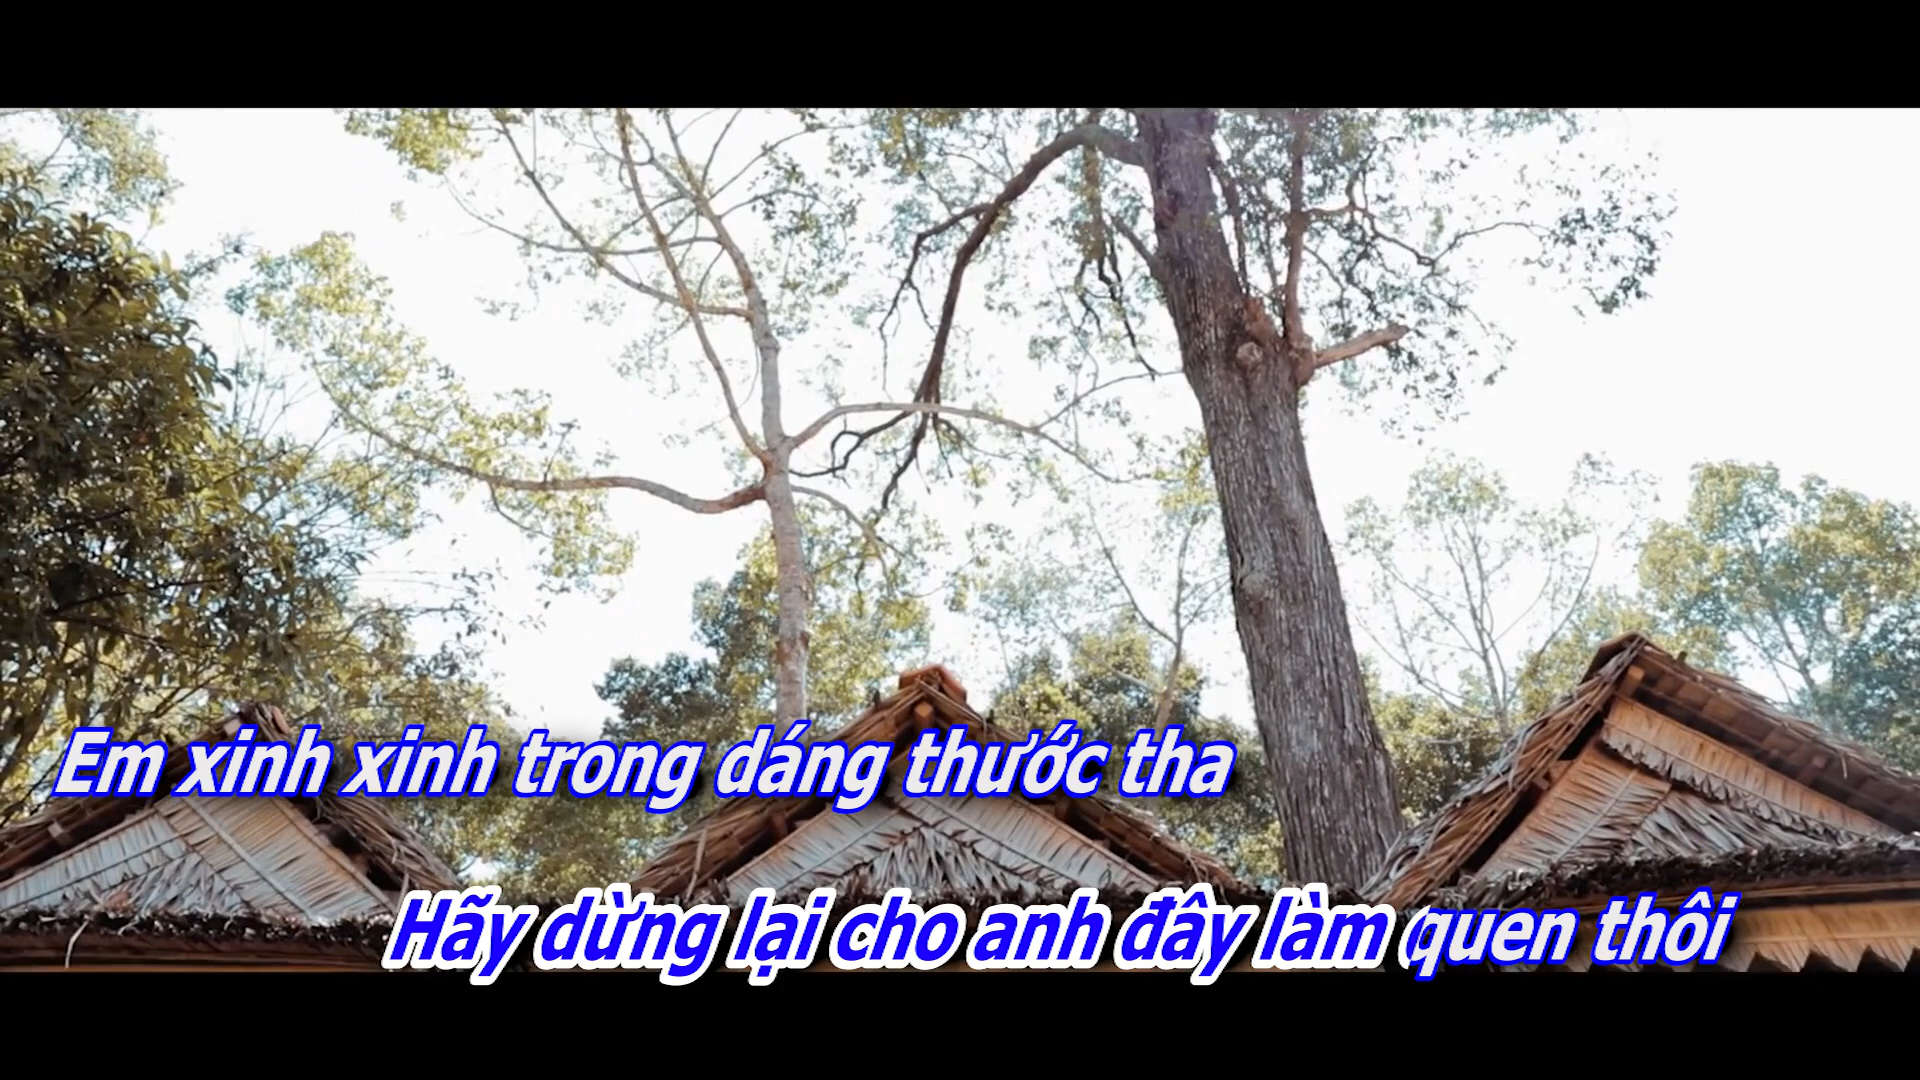 Em xinh xinh trong dáng thước tha
Hãy dừng lại cho anh đây làm quen thôi